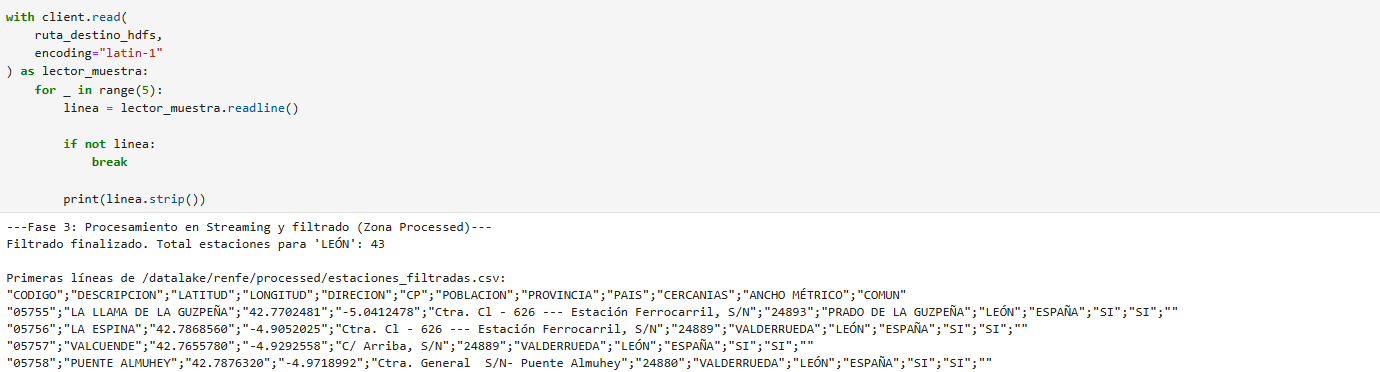 with client.read(
    ruta_destino_hdfs,
    encoding="latin-1"
) as lector_muestra:
    for _ in range(5):
        linea = lector_muestra.readline()
        if not linea:
            break
        print(linea.strip())
---Fase 3: Procesamiento en Streaming y filtrado (Zona Processed)---
Filtrado finalizado. Total estaciones para 'LEÓN': 43
Primeras líneas de /datalake/renfe/processed/estaciones_filtradas.csv:
"CODIGO";"DESCRIPCION";"LATITUD";"LONGITUD";"DIRECION";"CP";"POBLACION";"PROVINCIA";"PAIS";"CERCANIAS";"ANCHO MÉTRICO";"COMUN"
"05755";"LA LLAMA DE LA GUZPEÑA";"42.7702481";"-5.0412478";"Ctra. Cl - 626 --- Estación Ferrocarril, S/N";"24893";"PRADO DE LA GUZPEÑA";"LEÓN";"ESPAÑA";"SI";"SI";""
"05756";"LA ESPINA";"42.7868560";"-4.9052025";"Ctra. Cl - 626 --- Estación Ferrocarril, S/N";"24889";"VALDERRUEDA";"LEÓN";"ESPAÑA";"SI";"SI";""
"05757";"VALCUENDE";"42.7655780";"-4.9292558";"C/ Arriba, S/N";"24889";"VALDERRUEDA";"LEÓN";"ESPAÑA";"SI";"SI";""
"05758";"PUENTE ALMUHEY";"42.7876320";"-4.9718992";"Ctra. General  S/N- Puente Almuhey";"24880";"VALDERRUEDA";"LEÓN";"ESPAÑA";"SI";"SI";""